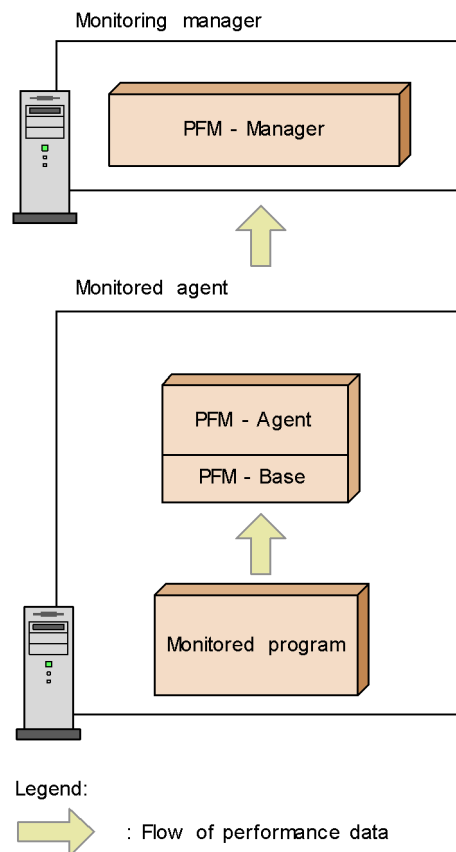 Monitoring manager
PFM - Manager
Monitored agent
PFM - Agent
PFM - Base
Monitored program
Legend:
: Flow of performance data